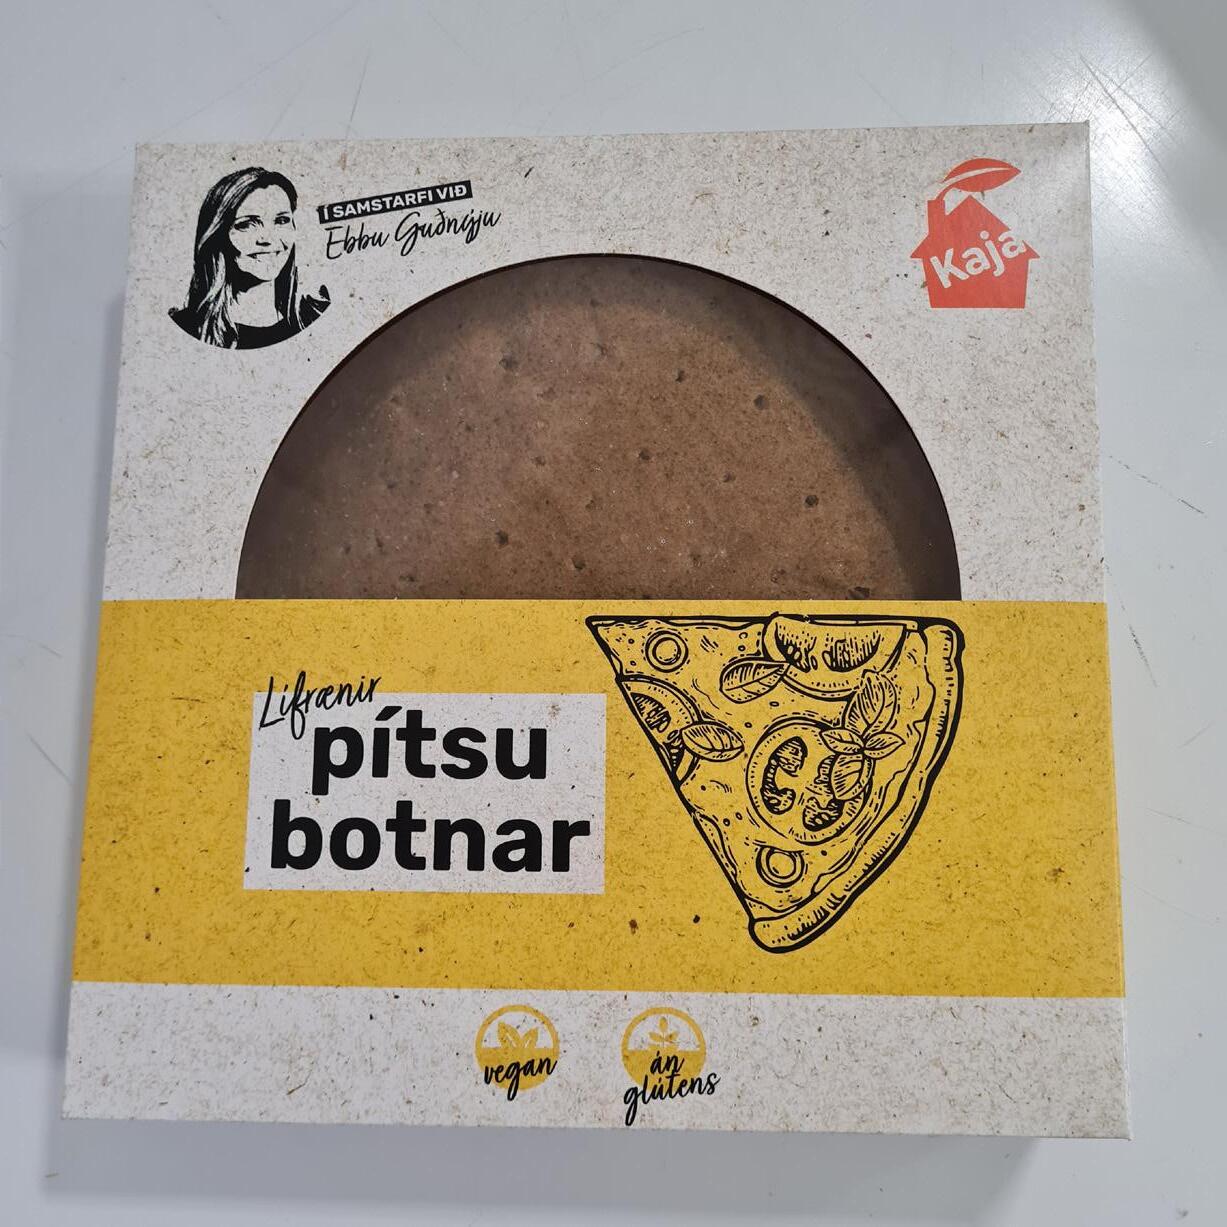 Í SAMSTARFI VIÐ
Ebbu Guðnýju
Kaja
Lífrænir
pítsu
botnar
vegan
án
glútens